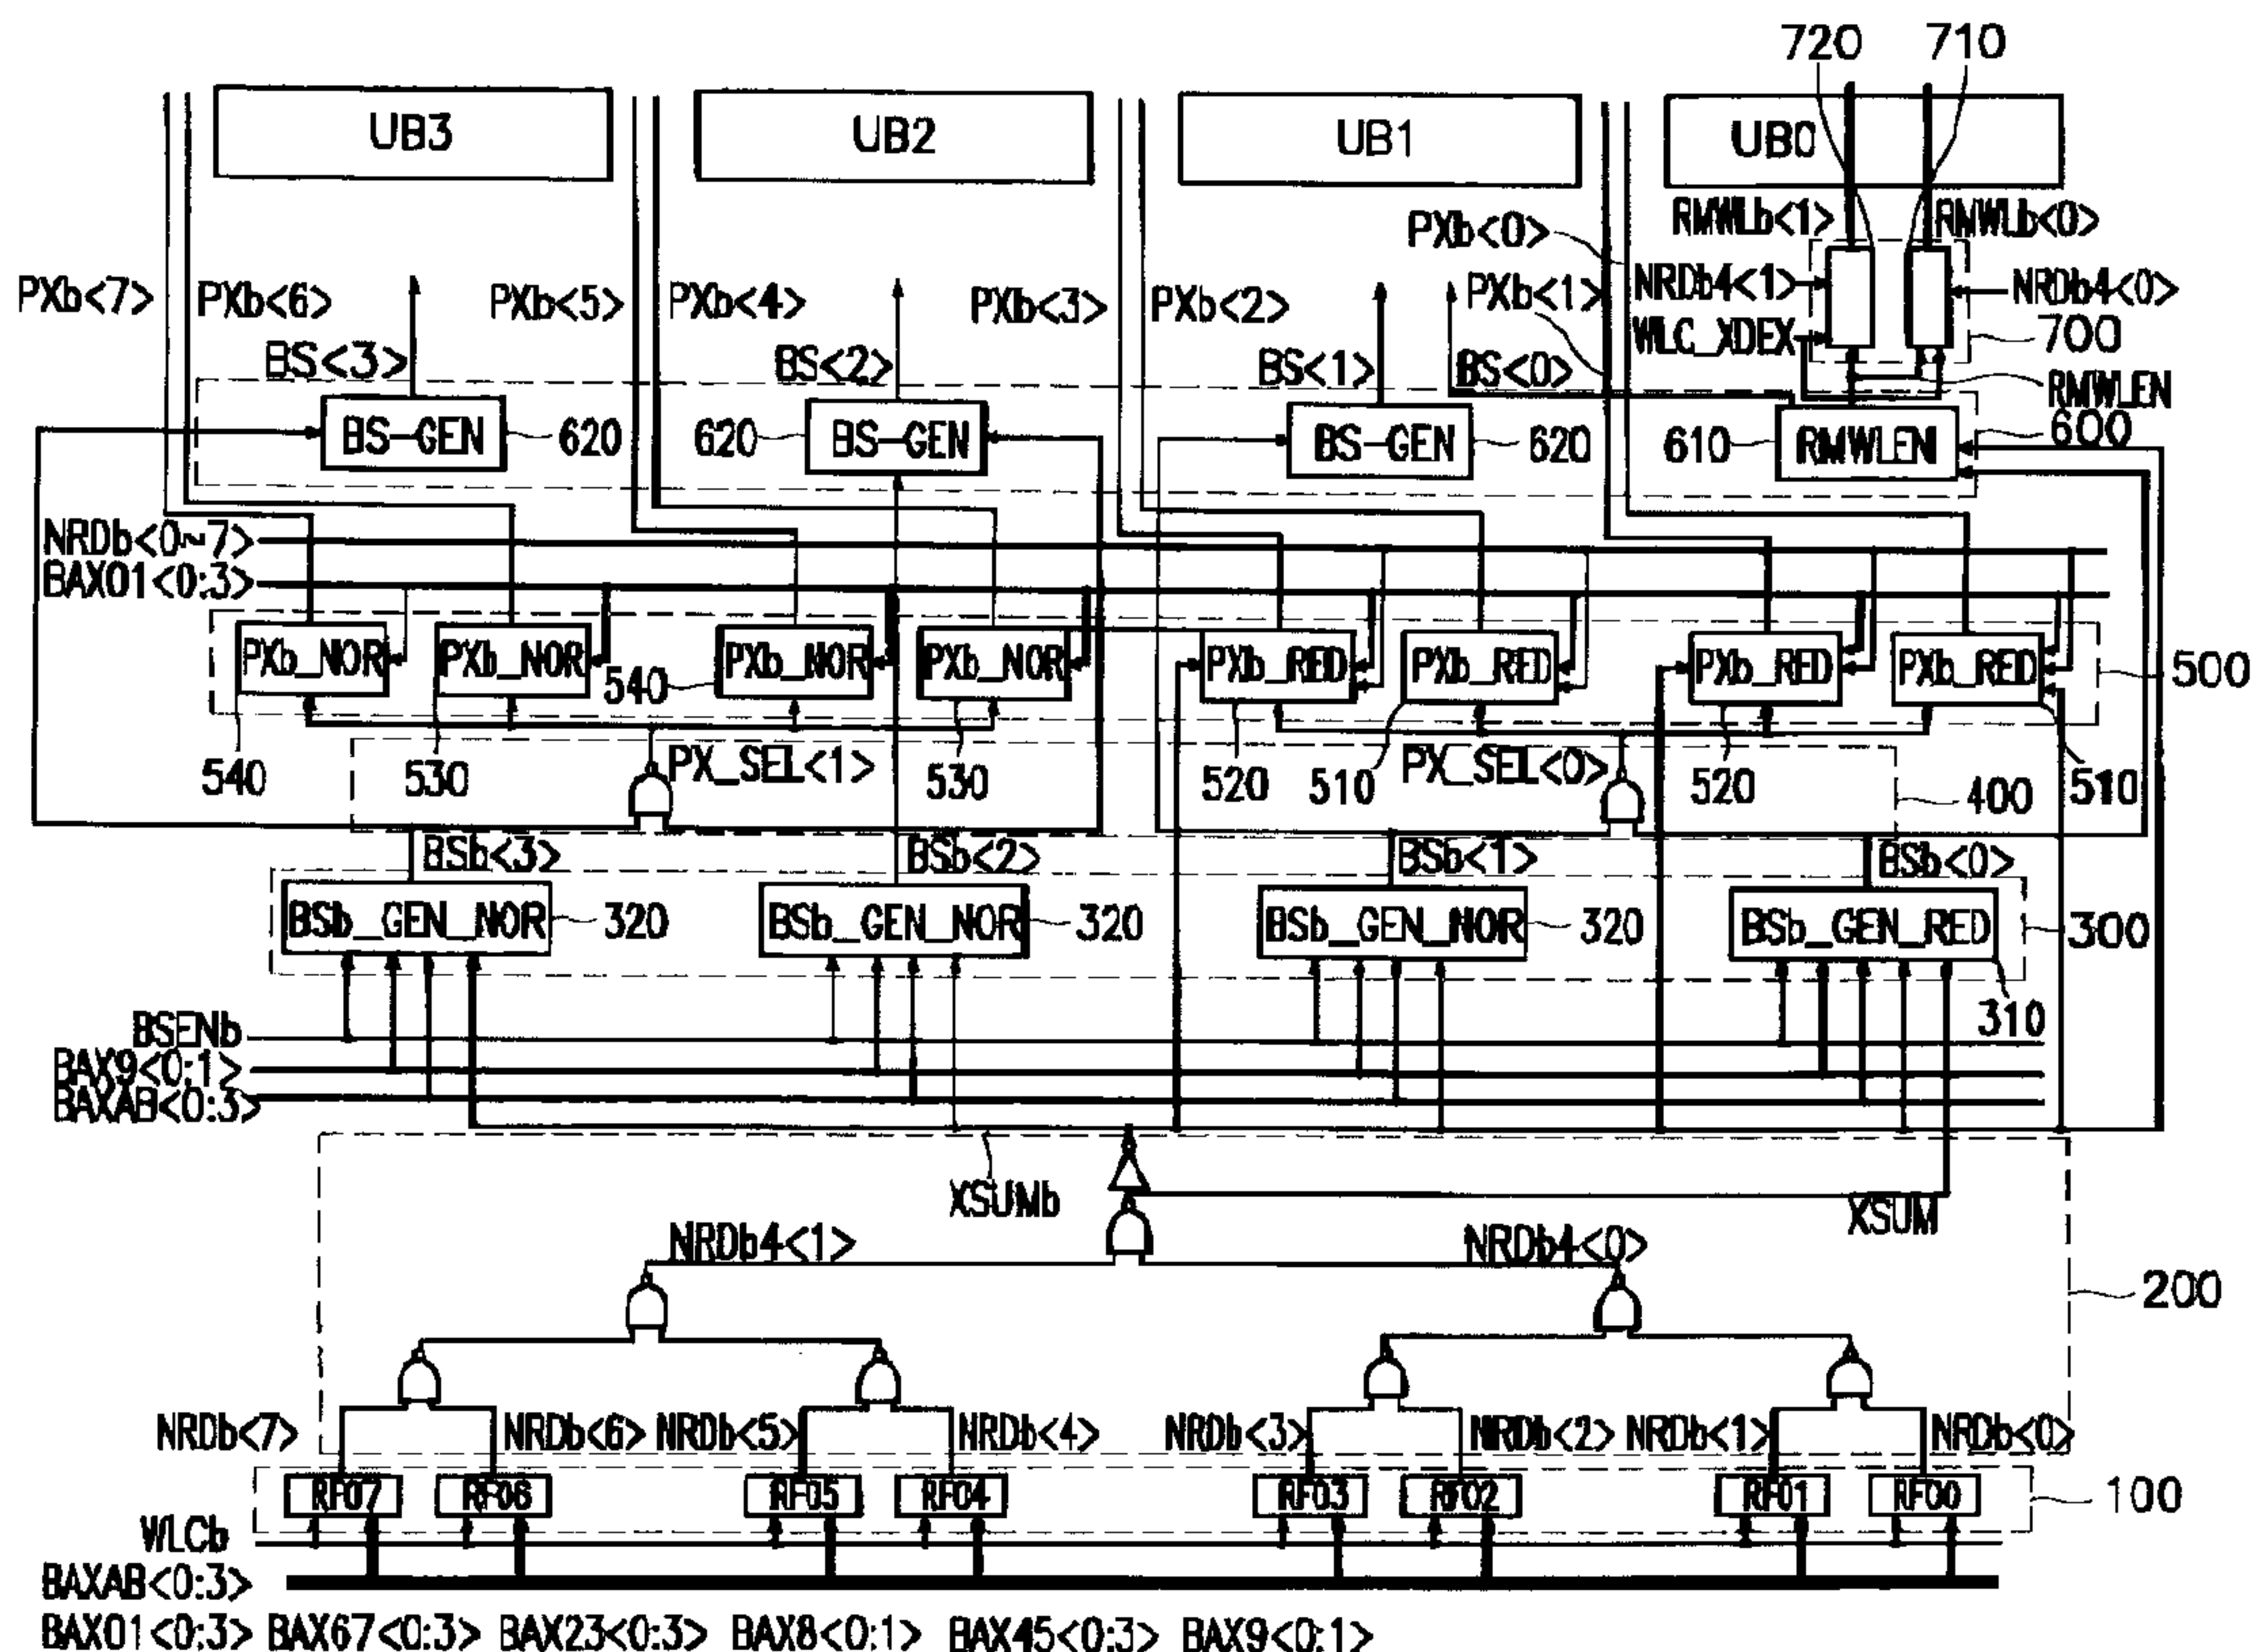 720 710
UB3 UB2 UB1 UB0
RMWLb<1> RMWLb<0>
PXb<0>
PXb<7> PXb<6> PXb<5> PXb<4> PXb<3> PXb<2> PXb<1> NRDb4<1> NRDb4<0>
WLC_XDEX 700
BS<3> BS<2> BS<1> BS<0>
RMWLEN
BS-GEN 620 620 BS-GEN BS-GEN 620 610 RMWLEN 600
NRDb<0~7>
BAX01<0:3>
PXb_NOR PXb_NOR 540 PXb_NOR PXb_NOR PXb_RED PXb_RED PXb_RED PXb_RED 500
540 530 PX_SEL<1> 530 520 510 PX_SEL<0> 520 510
400
BSb<3> BSb<2> BSb<1> BSb<0>
BSb_GEN_NOR 320 BSb_GEN_NOR 320 BSb_GEN_NOR 320 BSb_GEN_RED 300
310
BSENb
BAX9<0:1>
BAXAB<0:3>
XSUMb XSUM
NRDb4<1> NRDb4<0>
200
NRDb<7> NRDb<6> NRDb<5> NRDb<4> NRDb<3> NRDb<2> NRDb<1> NRDb<0>
RF07 RF06 RF05 RF04 RF03 RF02 RF01 RF00 100
WLCb
BAXAB<0:3>
BAX01<0:3> BAX67<0:3> BAX23<0:3> BAX8<0:1> BAX45<0:3> BAX9<0:1>